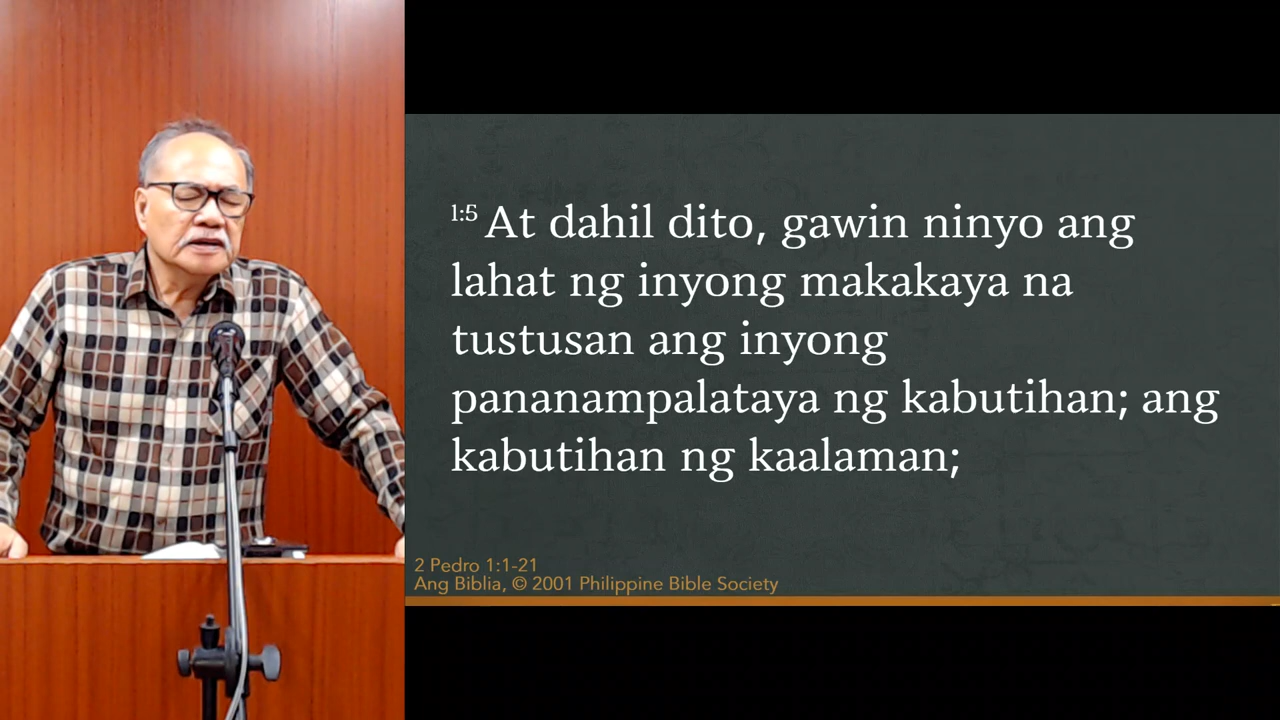 1:5 At dahil dito, gawin ninyo ang
lahat ng inyong makakaya na
tustusan ang inyong
pananampalataya ng kabutihan; ang
kabutihan ng kaalaman;
2 Pedro 1:1-21
Ang Biblia, © 2001 Philippine Bible Society